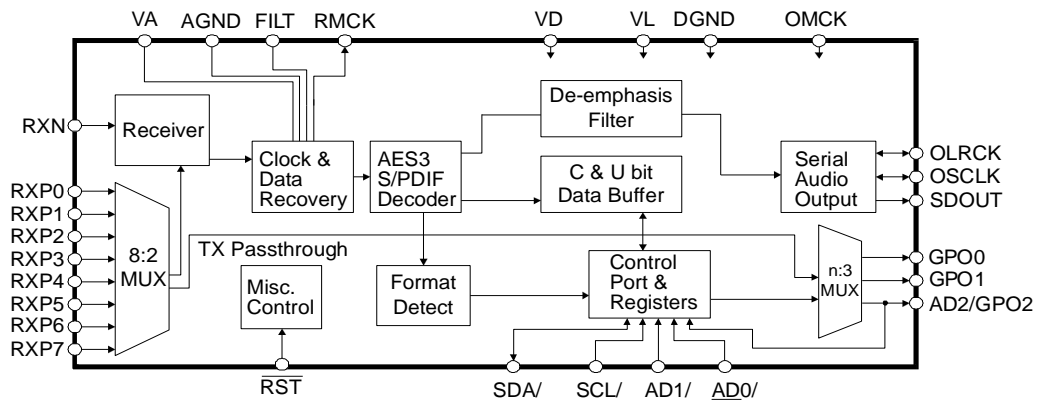 VA AGND FILT RMCK VD VL DGND OMCK
RXN
Receiver
Clock &
Data
Recovery
AES3
S/PDIF
Decoder
De-emphasis
Filter
C & U bit
Data Buffer
Serial
Audio
Output
OLRCK
OSCLK
SDOUT
RXP0
RXP1
RXP2
RXP3
RXP4
RXP5
RXP6
RXP7
8:2
MUX
TX Passthrough
Misc.
Control
Format
Detect
Control
Port &
Registers
n:3
MUX
GPO0
GPO1
AD2/GPO2
RST SDA/ SCL/ AD1/ AD0/